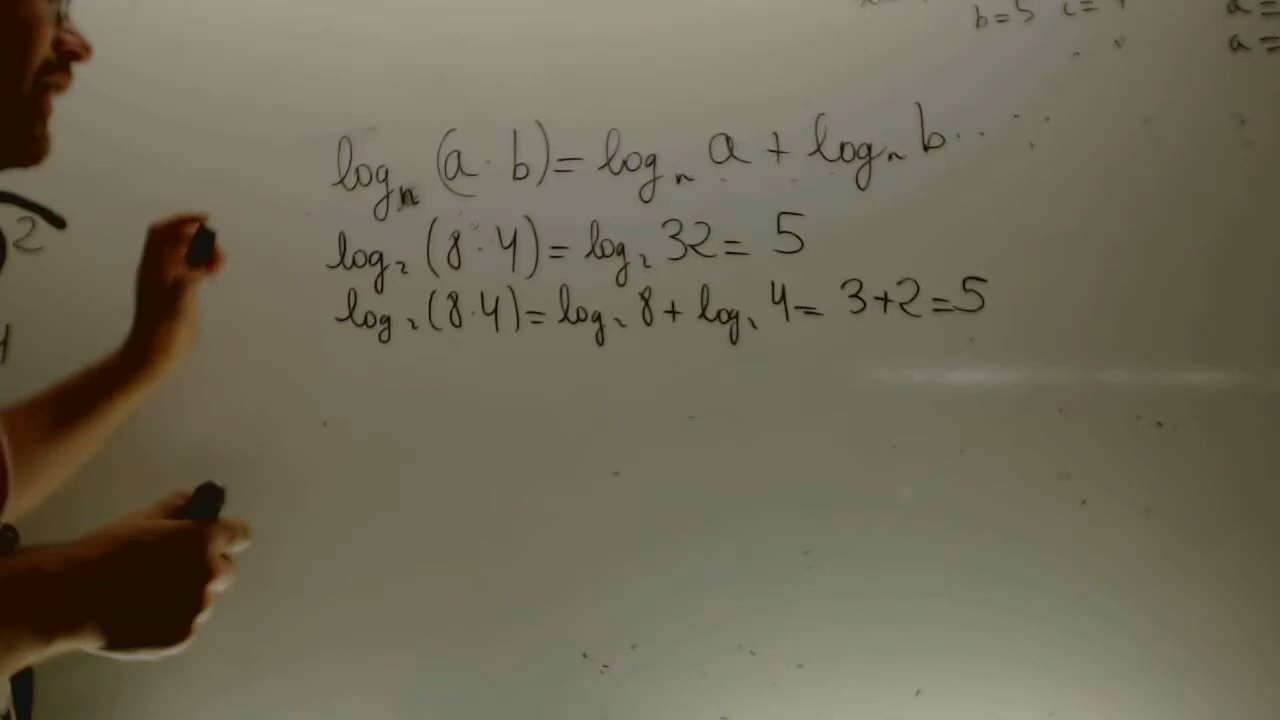 b=5 c=
a=
a=
logₙ (a · b) = logₙ a + logₙ b....
log₂ (8 · 4) = log₂ 32 = 5
log₂ (8 · 4) = log₂ 8 + log₂ 4 = 3+2=5
2